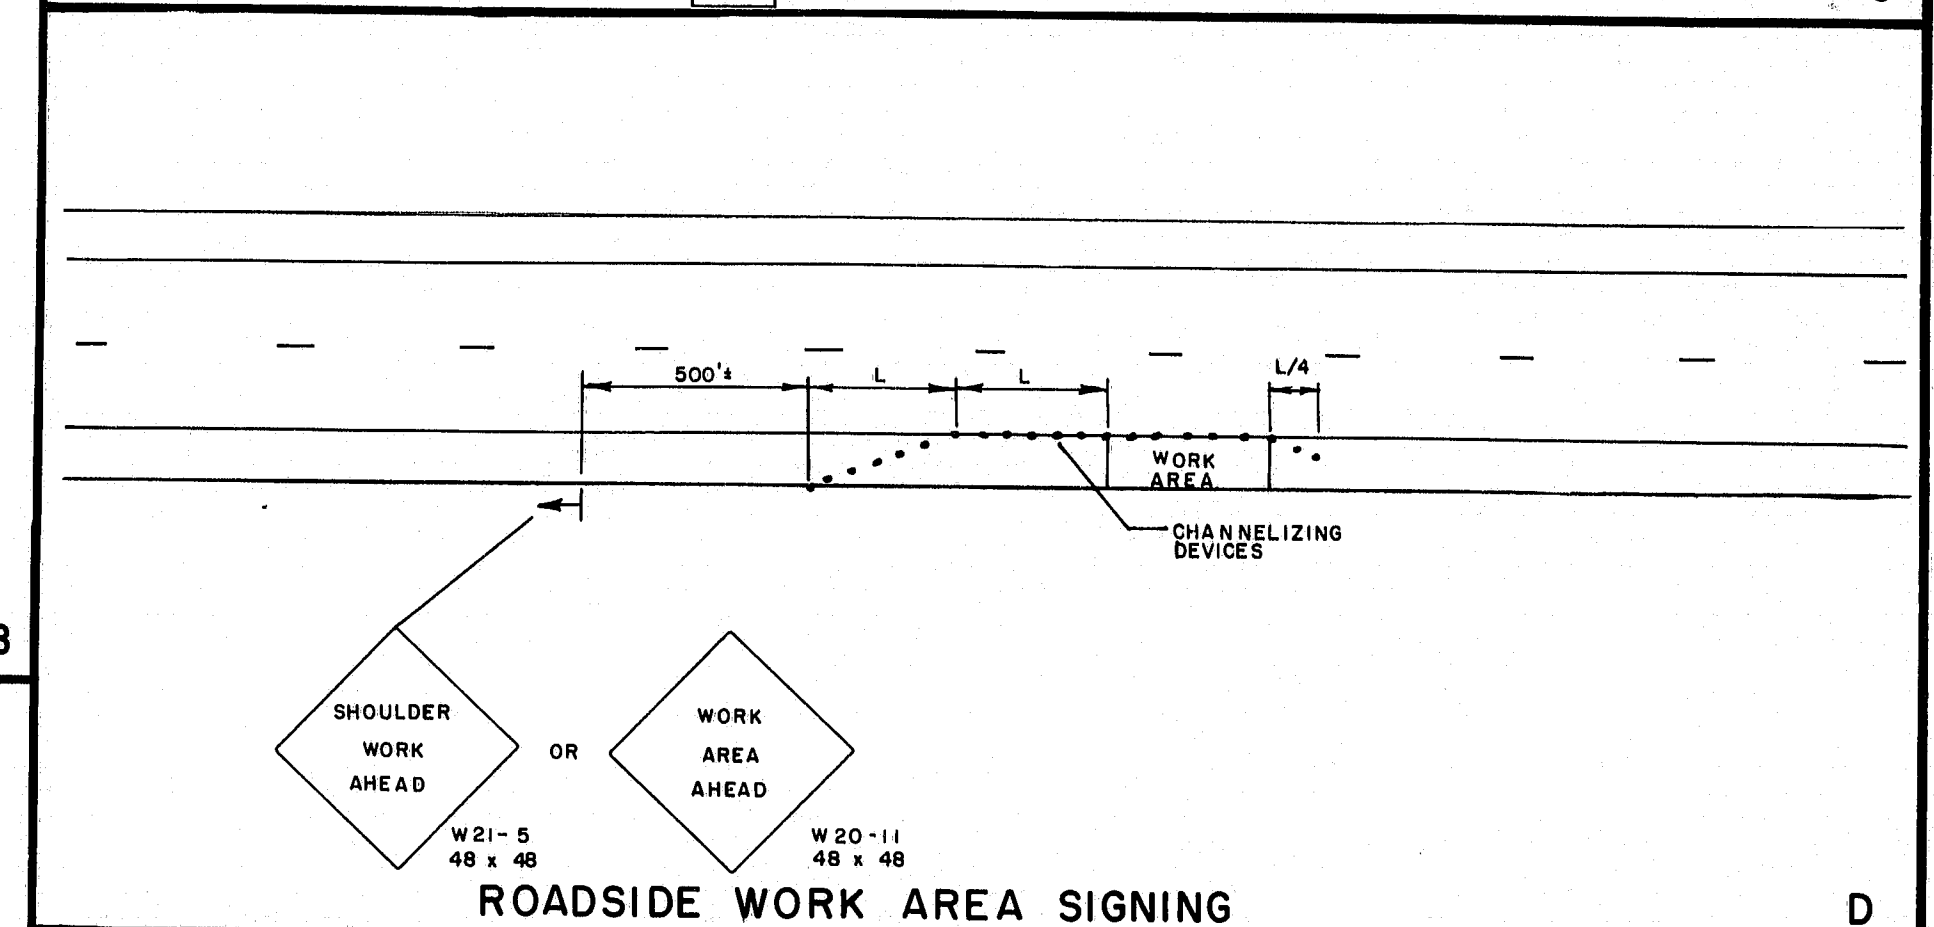 500'±
L
L
L/4
WORK
AREA
CHANNELIZING
DEVICES
SHOULDER
WORK
AHEAD
OR
WORK
AREA
AHEAD
W21-5
48 x 48
W20-11
48 x 48
ROADSIDE WORK AREA SIGNING
D